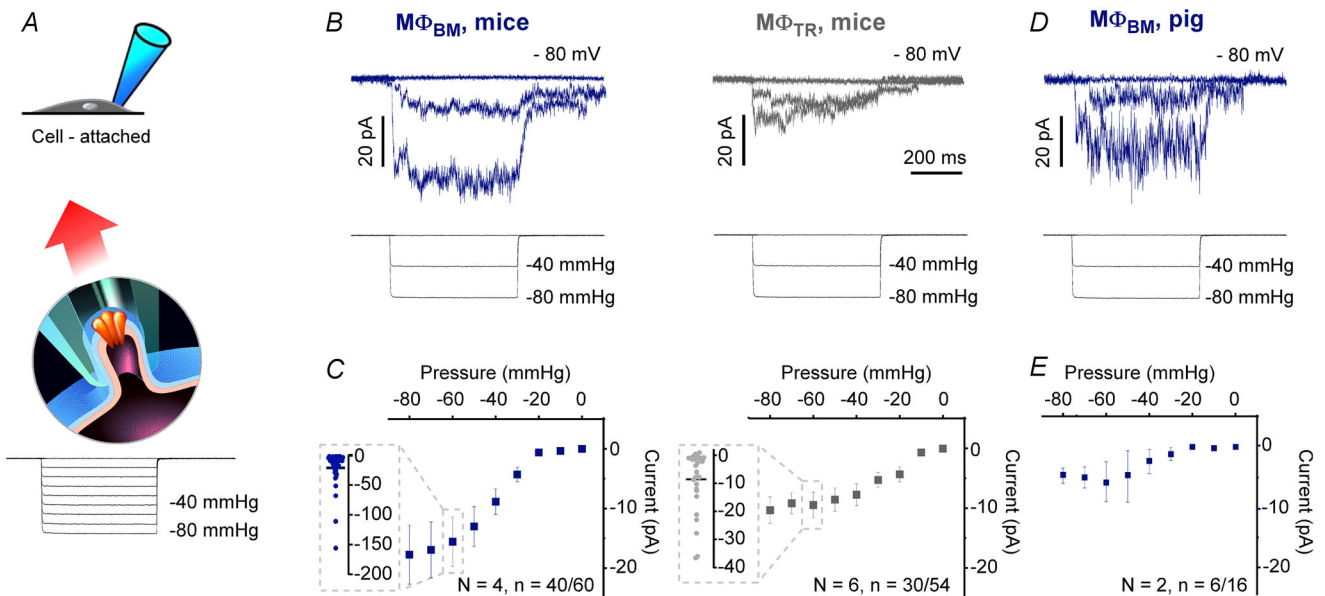 A
Cell - attached
-40 mmHg
-80 mmHg
B
MΦBM, mice
- 80 mV
20 pA
-40 mmHg
-80 mmHg
MΦTR, mice
- 80 mV
20 pA
200 ms
-40 mmHg
-80 mmHg
D
MΦBM, pig
- 80 mV
20 pA
-40 mmHg
-80 mmHg
C
Pressure (mmHg)
-80 -60 -40 -20 0
0
-50
-100
-150
-200
0
-10
-20
Current (pA)
N = 4, n = 40/60
Pressure (mmHg)
-80 -60 -40 -20 0
0
-10
-20
-30
-40
0
-10
-20
Current (pA)
N = 6, n = 30/54
E
Pressure (mmHg)
-80 -60 -40 -20 0
0
-10
-20
Current (pA)
N = 2, n = 6/16